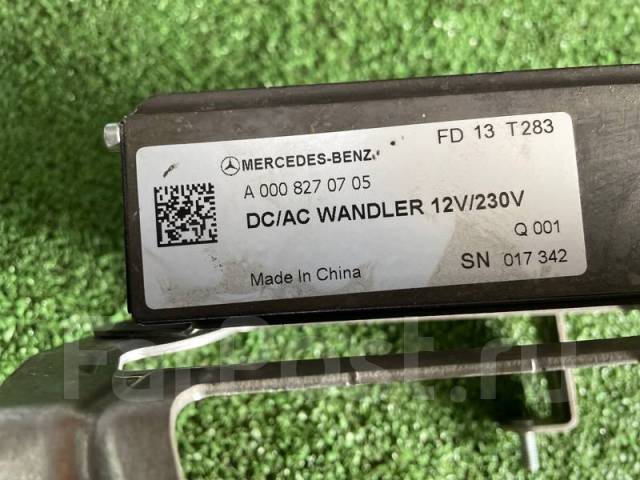 FD 13 T283
MERCEDES-BENZ
A 000 827 07 05
DC/AC WANDLER 12V/230V
Q 001
SN 017 342
Made In China
FarPost.ru